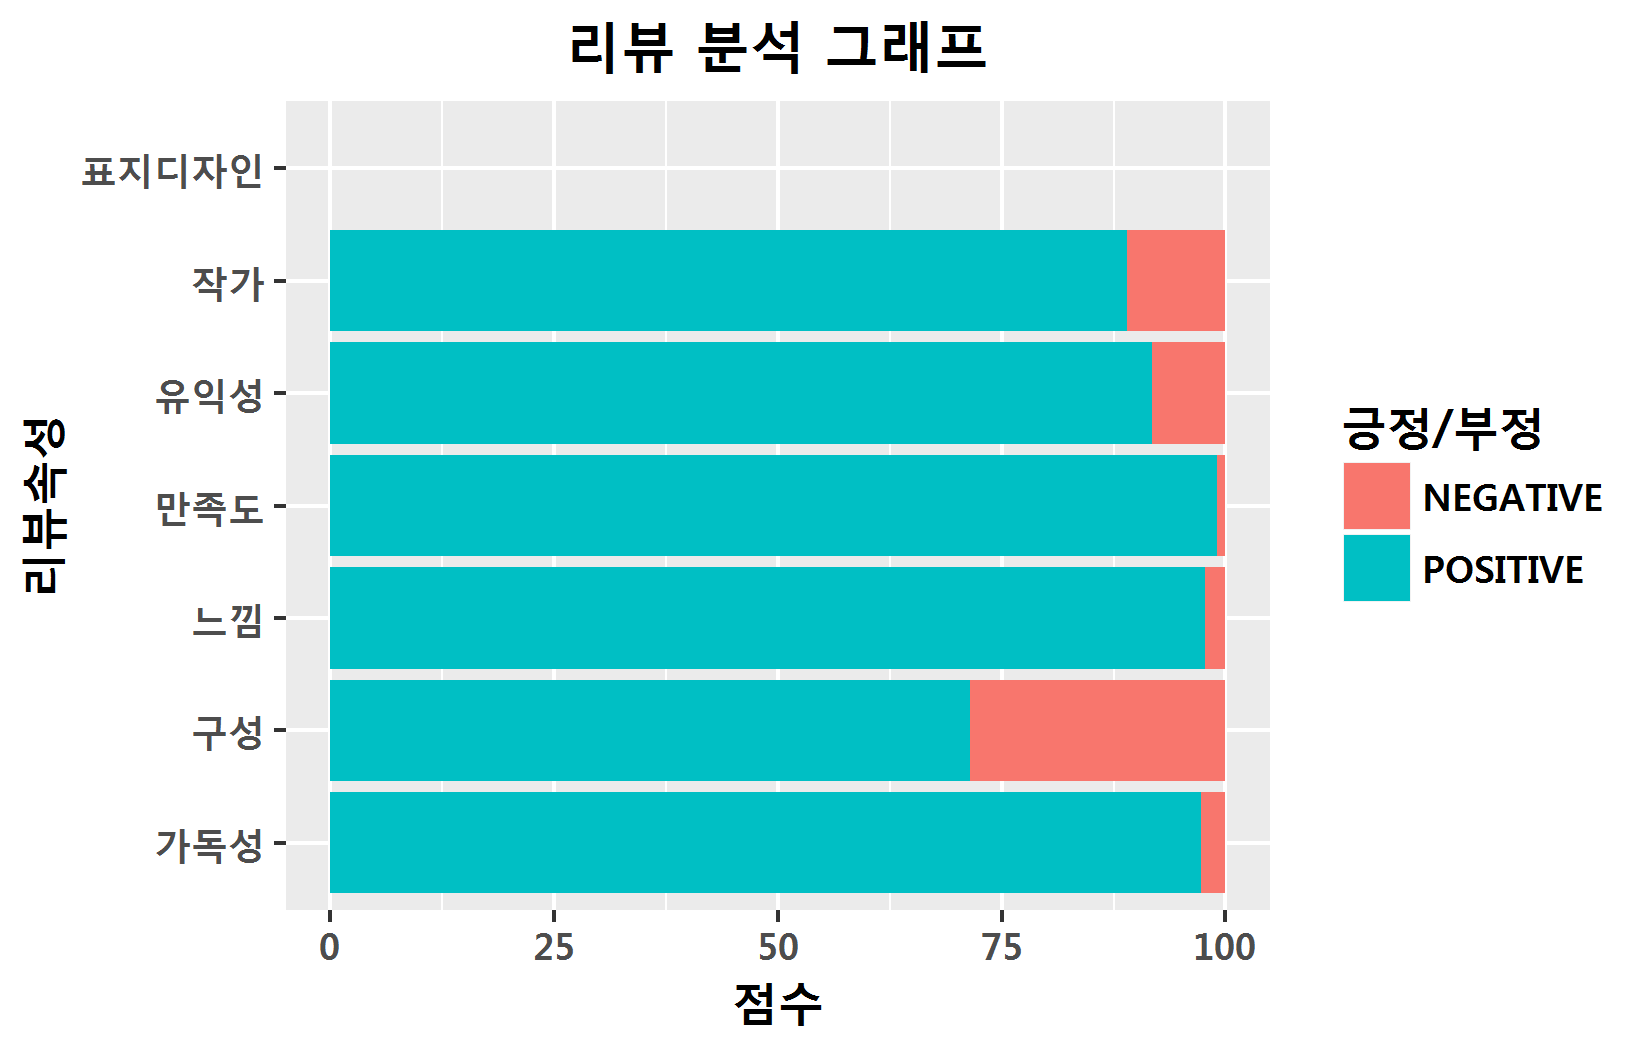 리뷰 분석 그래프
리뷰속성
표지디자인
작가
유익성
만족도
느낌
구성
가독성
0 25 50 75 100
점수
긍정/부정
NEGATIVE
POSITIVE